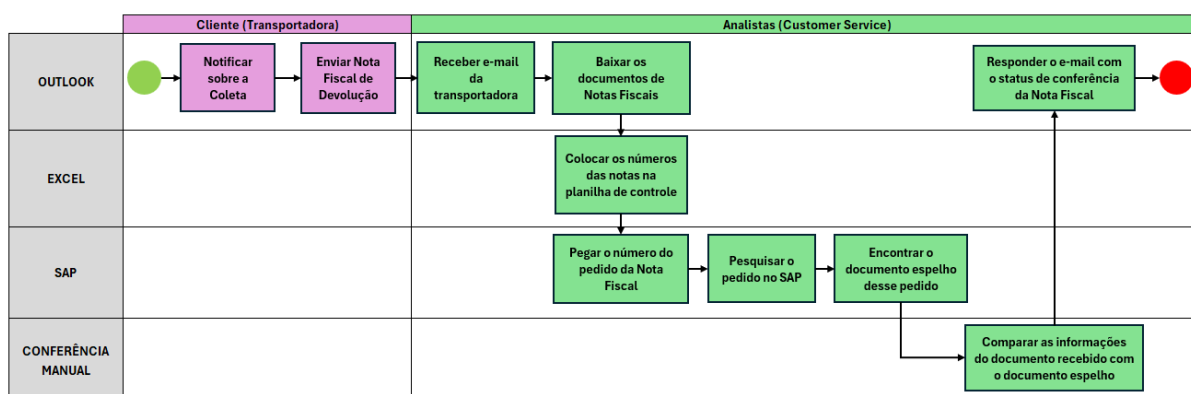 Cliente (Transportadora)
Analistas (Customer Service)
OUTLOOK
Notificar
sobre a
Coleta
Enviar Nota
Fiscal de
Devolução
Receber e-mail
da
transportadora
Baixar os
documentos de
Notas Fiscais
Responder o e-mail com
o status de conferência
da Nota Fiscal
EXCEL
Colocar os números
das notas na
planilha de controle
SAP
Pegar o número do
pedido da Nota
Fiscal
Pesquisar o
pedido no SAP
Encontrar o
documento espelho
desse pedido
CONFERÊNCIA
MANUAL
Comparar as informações
do documento recebido com
o documento espelho